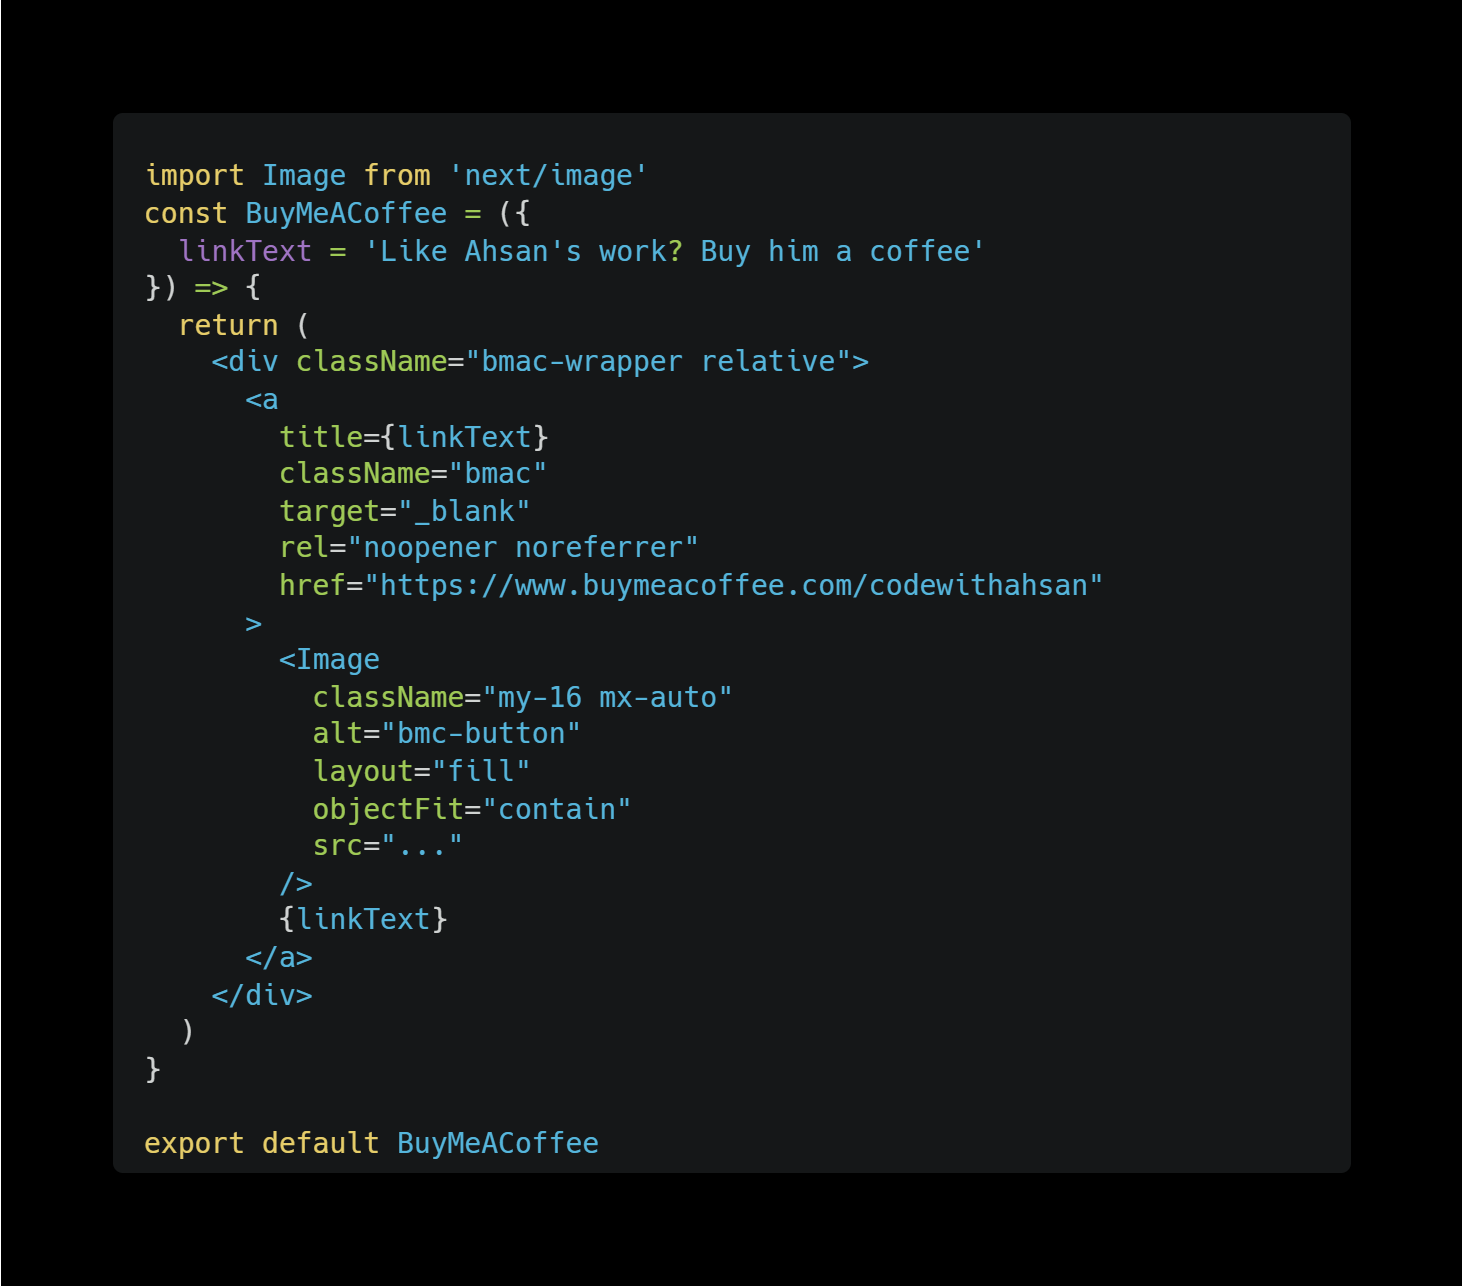 import Image from 'next/image'
const BuyMeACoffee = ({
  linkText = 'Like Ahsan's work? Buy him a coffee'
}) => {
  return (
    <div className="bmac-wrapper relative">
      <a
        title={linkText}
        className="bmac"
        target="_blank"
        rel="noopener noreferrer"
        href="https://www.buymeacoffee.com/codewithahsan"
      >
        <Image
          className="my-16 mx-auto"
          alt="bmc-button"
          layout="fill"
          objectFit="contain"
          src="..."
        />
        {linkText}
      </a>
    </div>
  )
}

export default BuyMeACoffee